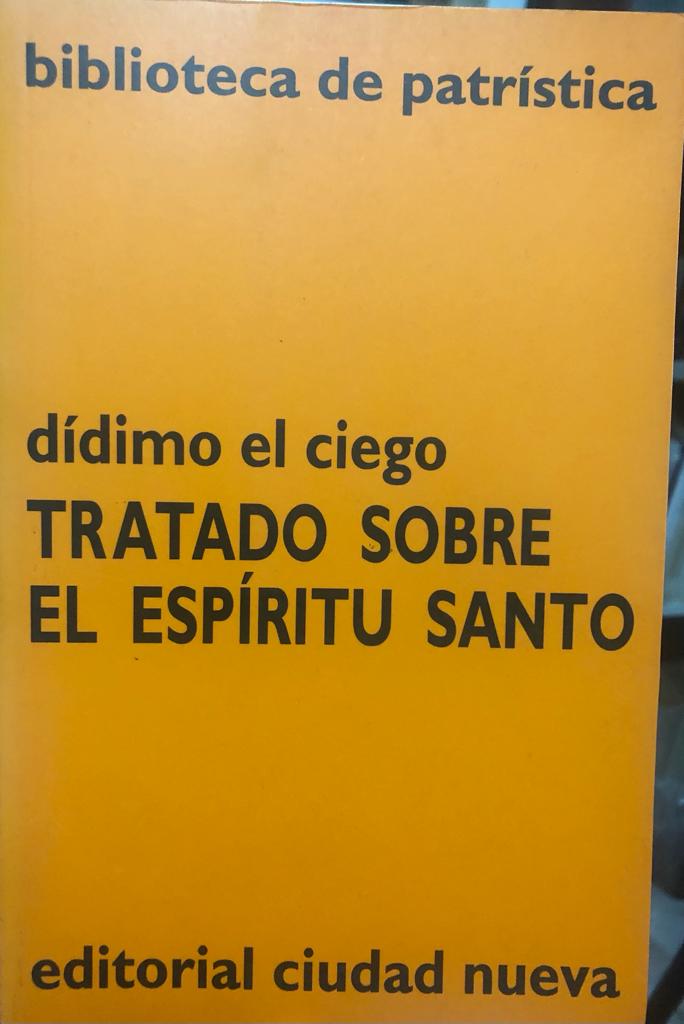 biblioteca de patrística
dídimo el ciego
TRATADO SOBRE
EL ESPÍRITU SANTO
editorial ciudad nueva